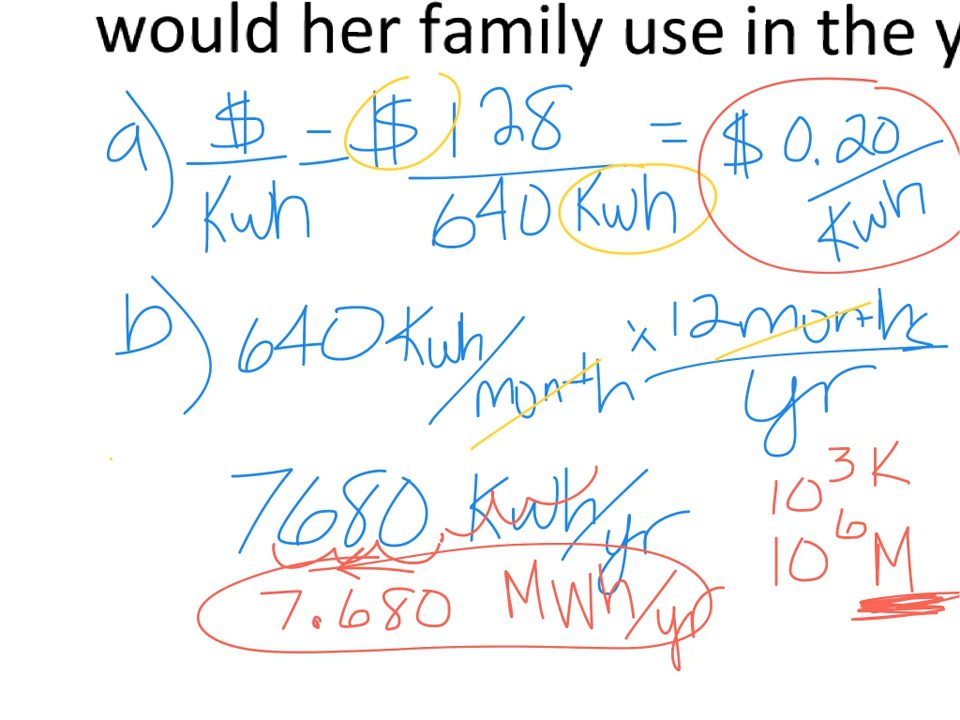 would her family use in the y
a) $/Kwh = $128/640 Kwh = $0.20/Kwh
b) 640 Kwh/month x 12 months/yr
7680 Kwh/yr
10^3 K
10^6 M
7.680 MWh/yr